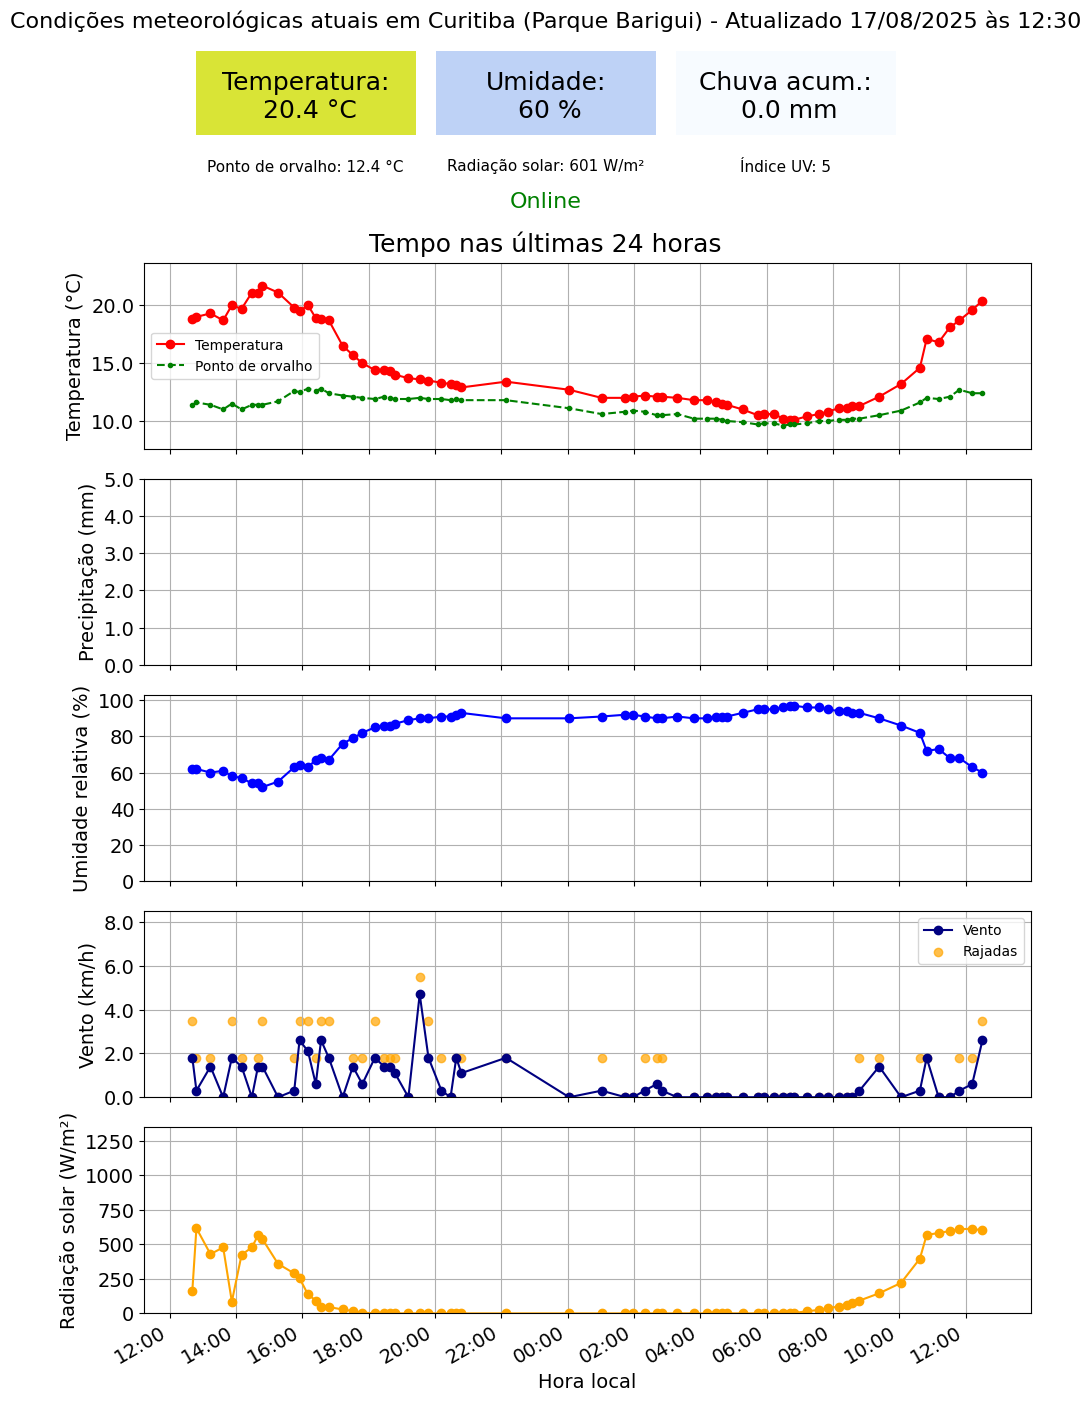 Condições meteorológicas atuais em Curitiba (Parque Barigui) - Atualizado 17/08/2025 às 12:30
Temperatura:
20.4 °C
Umidade:
60 %
Chuva acum.:
0.0 mm
Ponto de orvalho: 12.4 °C
Radiação solar: 601 W/m²
Índice UV: 5
Online
Tempo nas últimas 24 horas
Temperatura (°C)
20.0
15.0
10.0
Temperatura
Ponto de orvalho
Precipitação (mm)
5.0
4.0
3.0
2.0
1.0
0.0
Umidade relativa (%)
100
80
60
40
20
0
Vento (km/h)
8.0
6.0
4.0
2.0
0.0
Vento
Rajadas
Radiação solar (W/m²)
1250
1000
750
500
250
0
12:00
14:00
16:00
18:00
20:00
22:00
00:00
02:00
04:00
06:00
08:00
10:00
12:00
Hora local